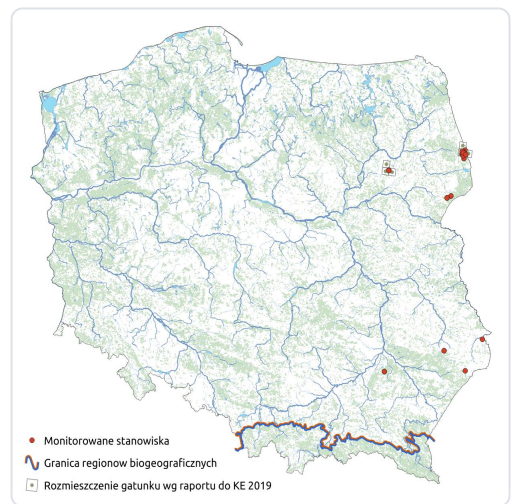 Monitorowane stanowiska
Granica regionow biogeograficznych
Rozmieszczenie gatunku wg raportu do KE 2019